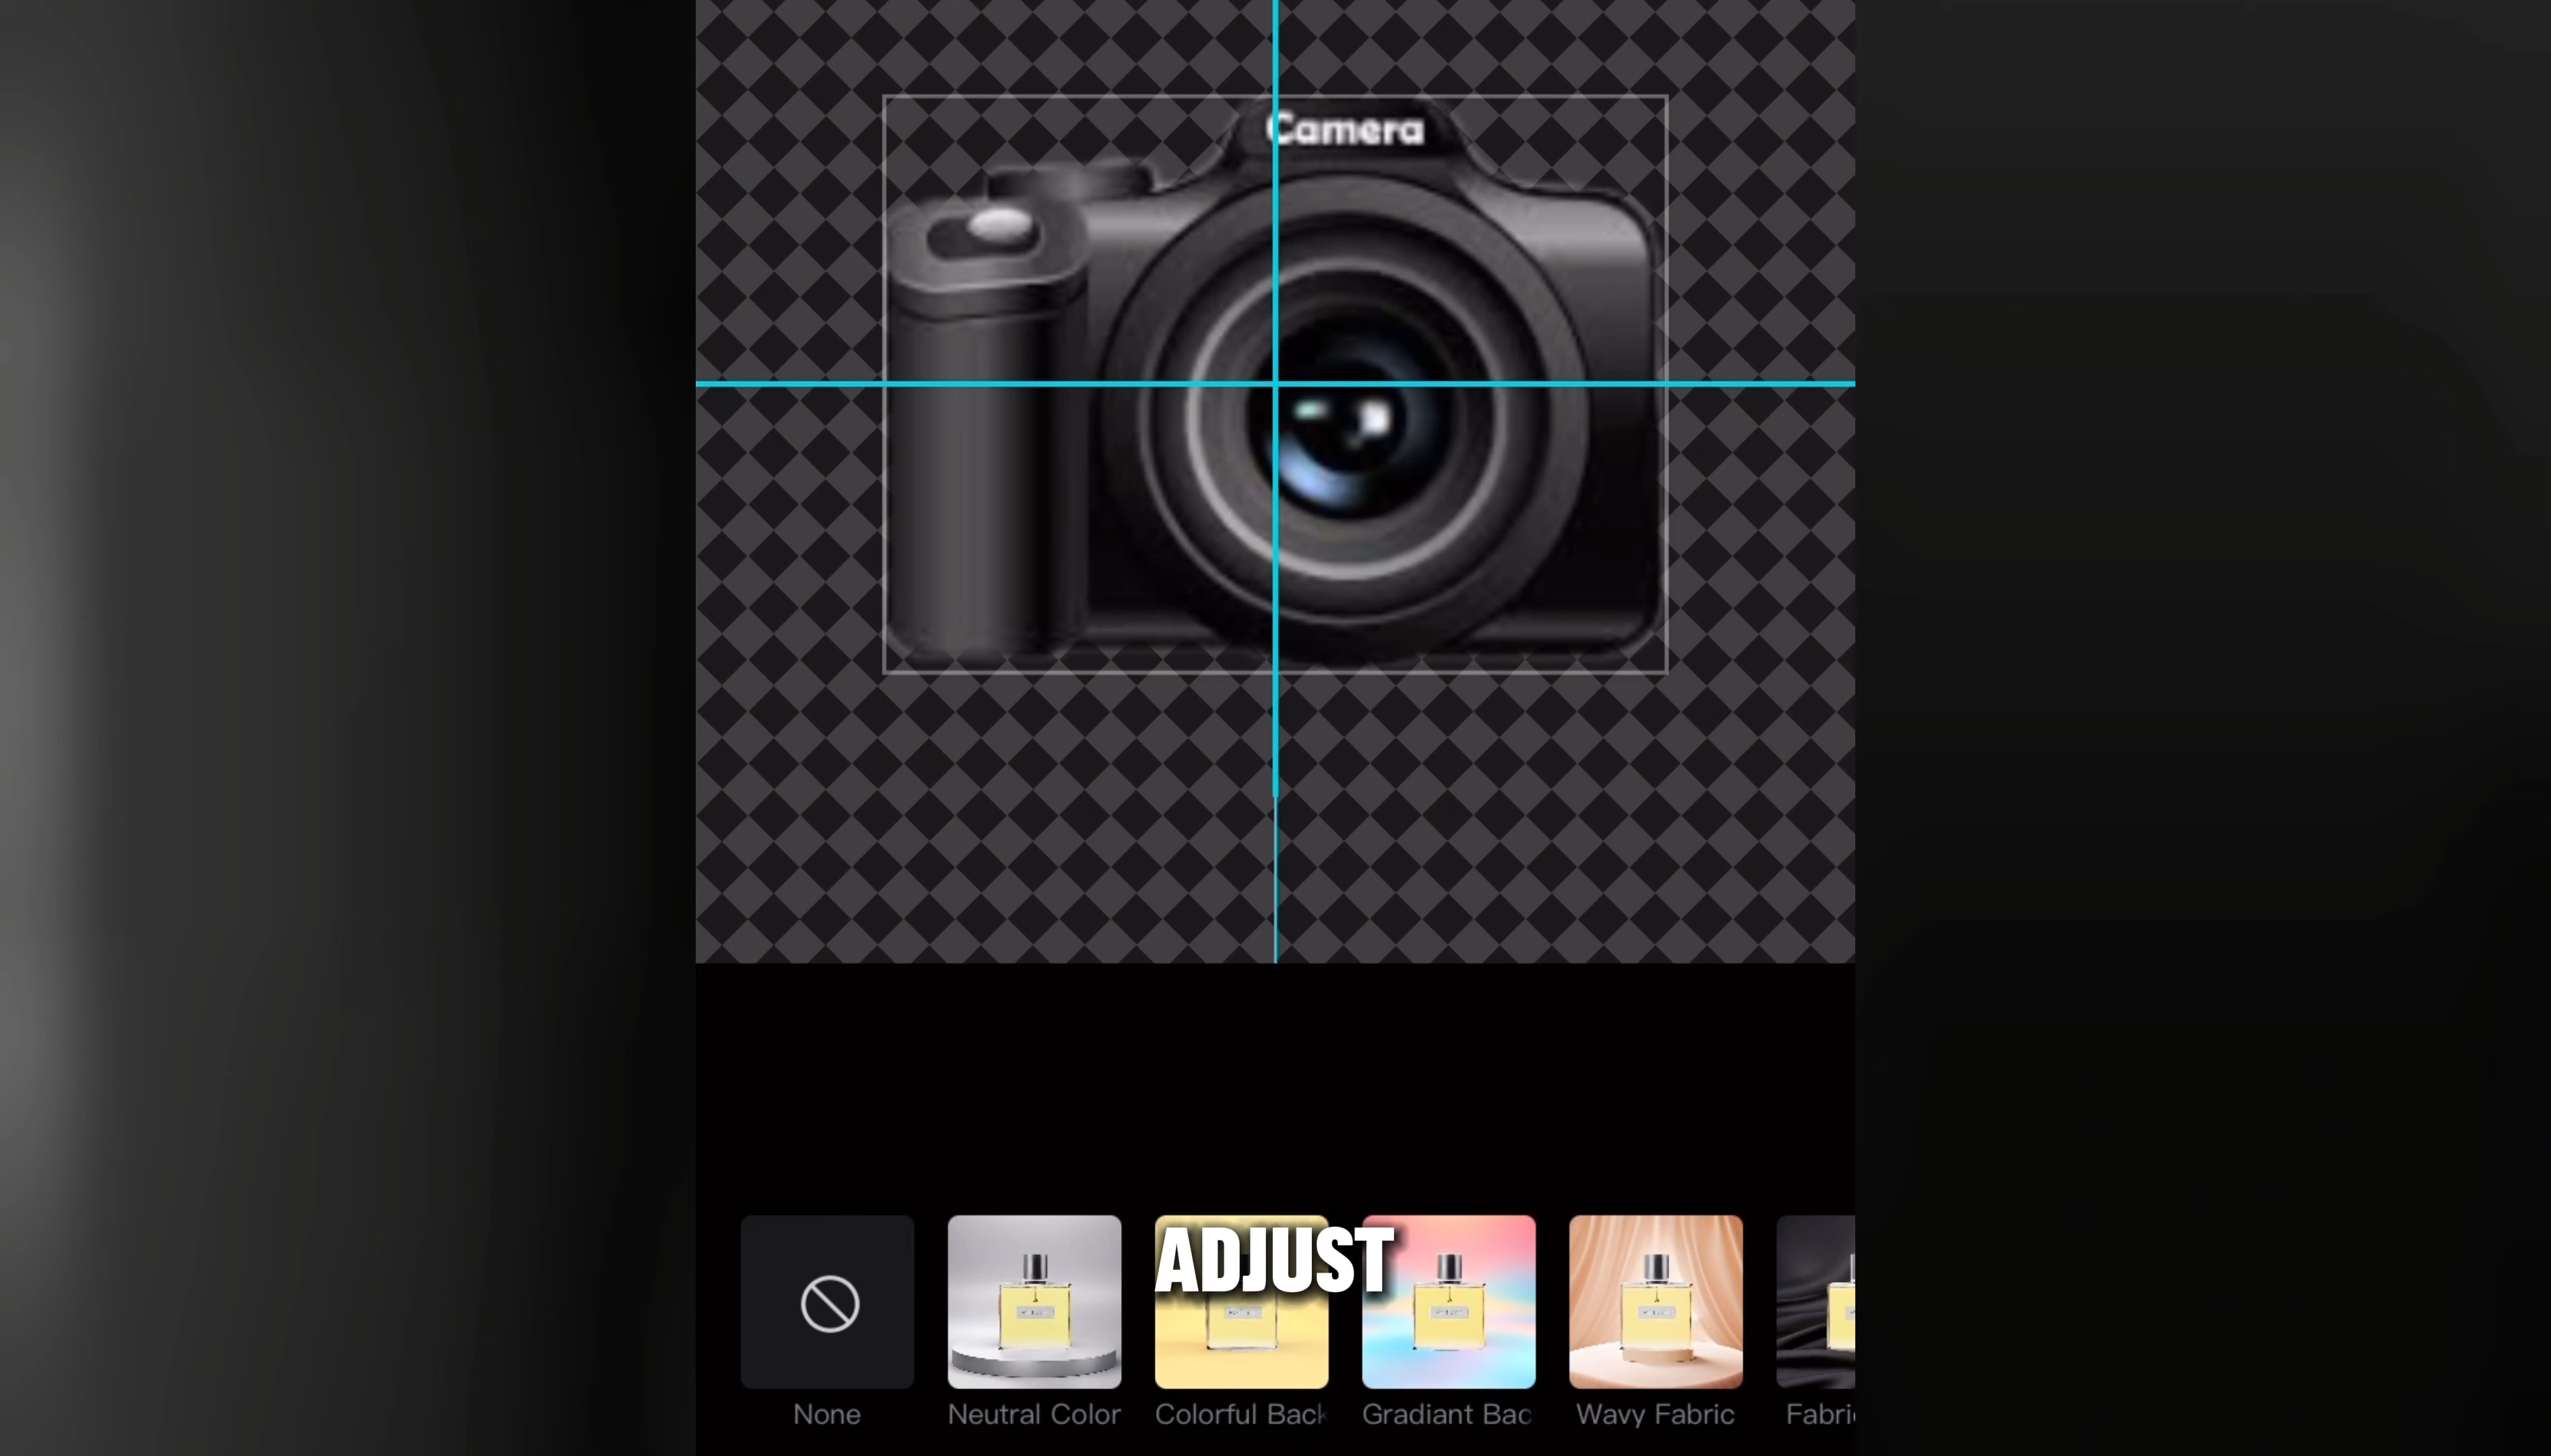 Camera
ADJUST
None
Neutral Color
Colorful Back
Gradiant Bac
Wavy Fabric
Fabri